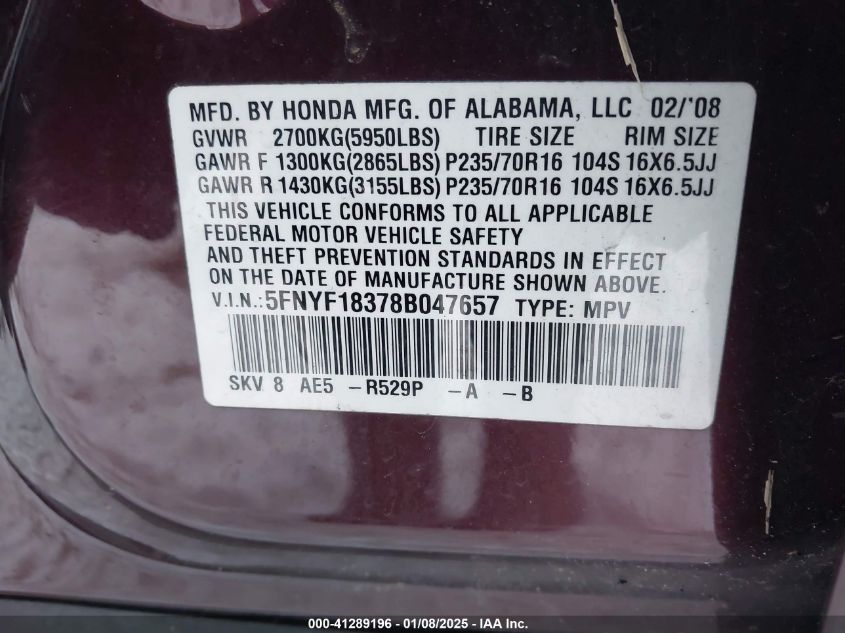 MFD. BY HONDA MFG. OF ALABAMA, LLC 02/'08
GVWR 2700KG(5950LBS) TIRE SIZE RIM SIZE
GAWR F 1300KG(2865LBS) P235/70R16 104S 16X6.5JJ
GAWR R 1430KG(3155LBS) P235/70R16 104S 16X6.5JJ
THIS VEHICLE CONFORMS TO ALL APPLICABLE
FEDERAL MOTOR VEHICLE SAFETY
AND THEFT PREVENTION STANDARDS IN EFFECT
ON THE DATE OF MANUFACTURE SHOWN ABOVE.
V.I.N.:5FNYF18378B047657 TYPE: MPV
SKV 8 AE5 -R529P -A -B
000-41289196 - 01/08/2025 - IAA Inc.